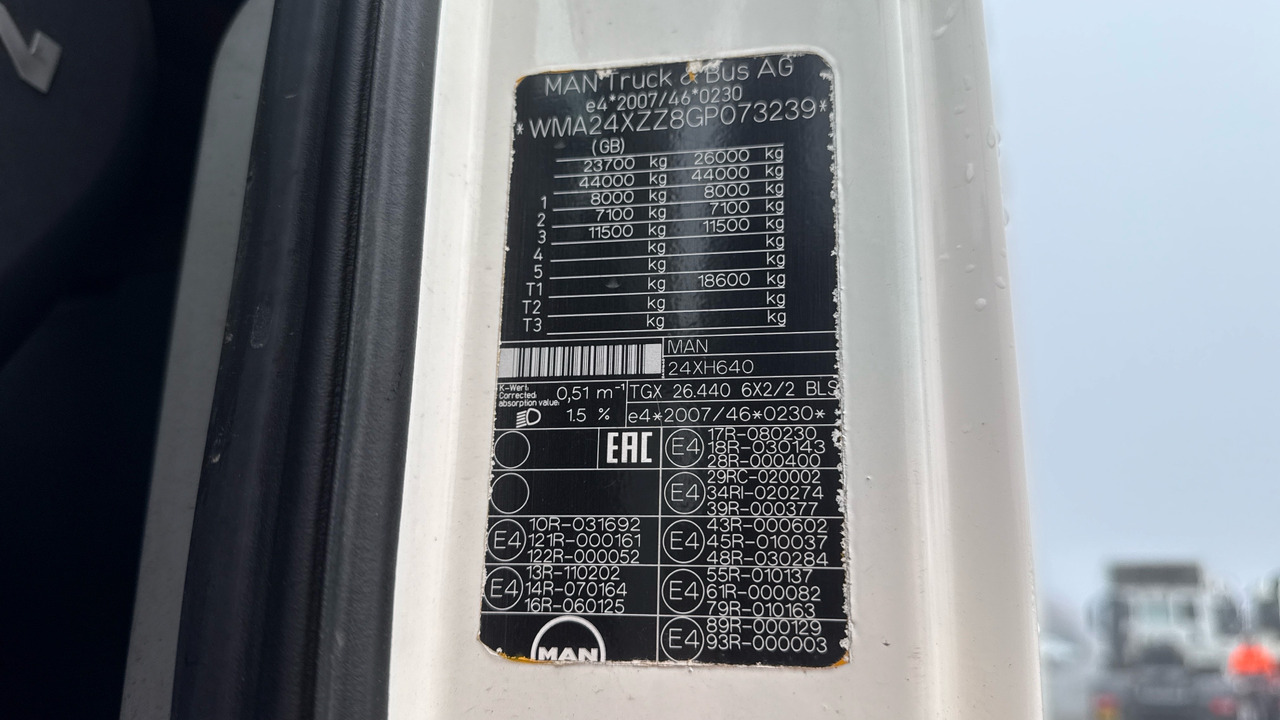 MAN Truck & Bus AG
e4*2007/46*0230
*WMA24XZZ8GP073239*
(GB)
23700 kg 26000 kg
44000 kg 44000 kg
1 8000 kg 8000 kg
2 7100 kg 7100 kg
3 11500 kg 11500 kg
4 kg kg
5 kg kg
T1 kg 18600 kg
T2 kg kg
T3 kg kg
MAN
24XH640
K-Wert:
Corrected
absorption value:
0,51 m⁻¹
TGX 26.440 6X2/2 BLS
1.5 %
e4*2007/46*0230*
EAC
E4
17R-080230
18R-030143
28R-000400
E4
29RC-020002
34RI-020274
39R-000377
E4
10R-031692
121R-000161
122R-000052
E4
43R-000602
45R-010037
48R-030284
E4
13R-110202
14R-070164
16R-060125
E4
55R-010137
61R-000082
79R-010163
MAN
E4
89R-000129
93R-000003